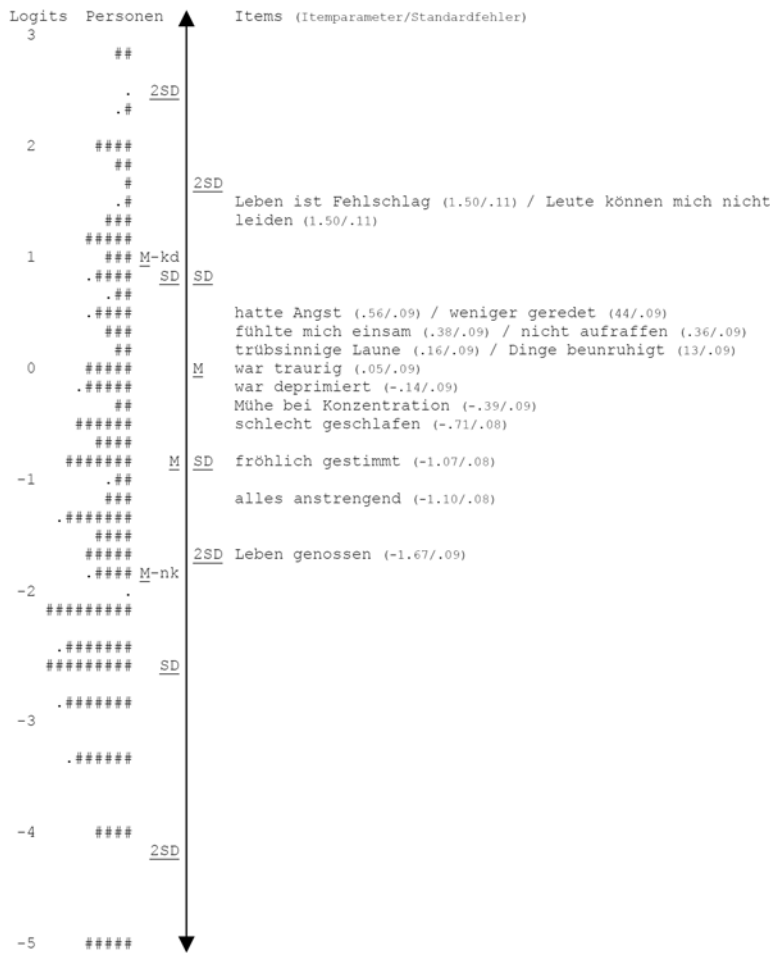 Logits Personen Items (Itemparameter/Standardfehler)
3
##
. 2SD
.#
2 ####
##
# 2SD
.# Leben ist Fehlschlag (1.50/.11) / Leute können mich nicht
### leiden (1.50/.11)
#####
1 ### M-kd
.#### SD SD
.##
.#### hatte Angst (.56/.09) / weniger geredet (44/.09)
### fühlte mich einsam (.38/.09) / nicht aufraffen (.36/.09)
## trübsinnige Laune (.16/.09) / Dinge beunruhigt (13/.09)
0 ##### M war traurig (.05/.09)
.##### war deprimiert (-.14/.09)
## Mühe bei Konzentration (-.39/.09)
###### schlecht geschlafen (-.71/.08)
####
####### M SD fröhlich gestimmt (-1.07/.08)
-1 .##
### alles anstrengend (-1.10/.08)
.#######
####
##### 2SD Leben genossen (-1.67/.09)
.#### M-nk
-2 .
#########
.#######
######### SD
.#######
-3
.######
-4 ####
2SD
-5 #####